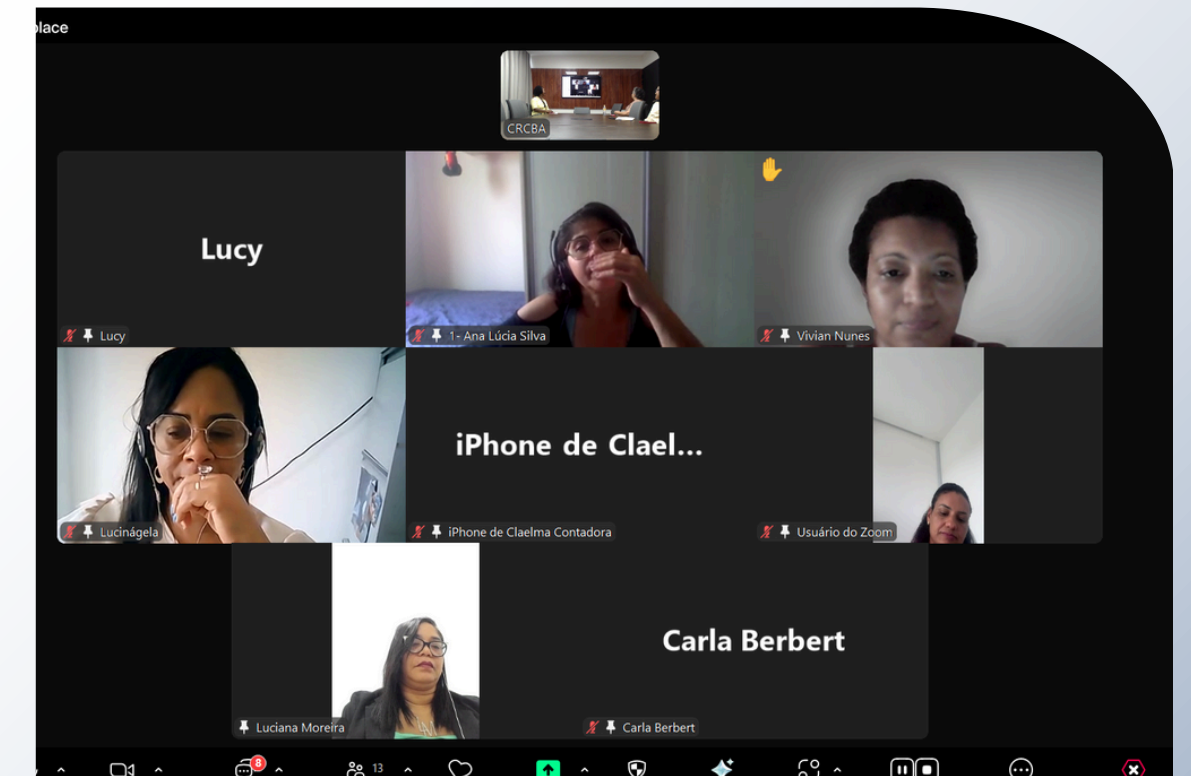 CRCBA
Lucy
Lucy
1- Ana Lúcia Silva
Vivian Nunes
Lucinágela
iPhone de Clael...
iPhone de Claelma Contadora
Usuário do Zoom
Luciana Moreira
Carla Berbert
Carla Berbert
8
13